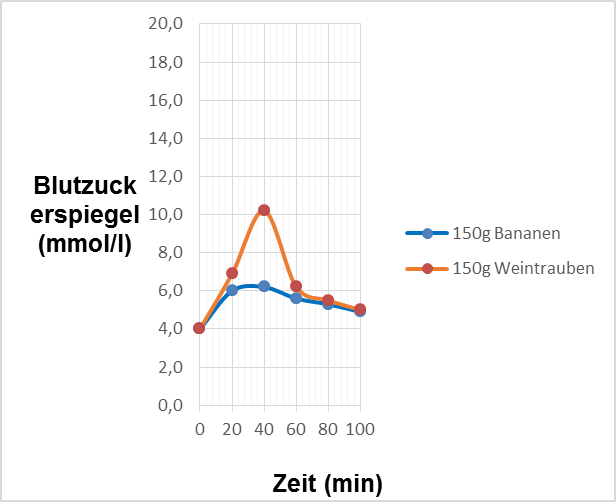 20,0
18,0
16,0
14,0
12,0
10,0
8,0
6,0
4,0
2,0
0,0
Blutzuck
erspiegel
(mmol/l)
0 20 40 60 80 100
Zeit (min)
150g Bananen
150g Weintrauben